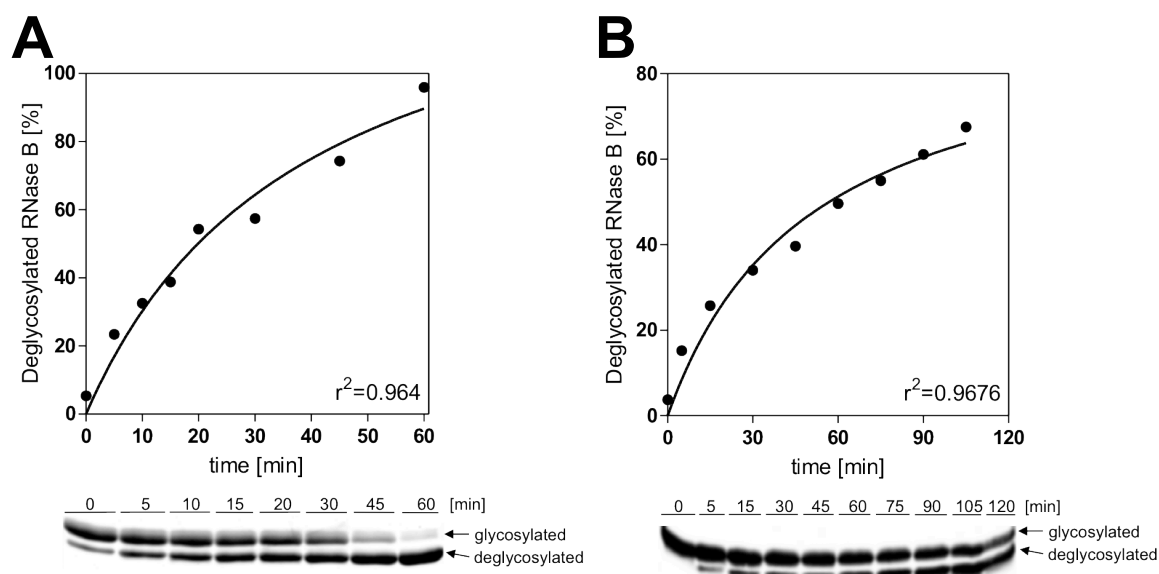 A
B
100
80
60
40
20
0
Deglycosylated RNase B [%]
r²=0.964
0 10 20 30 40 50 60
time [min]
80
60
40
20
0
Deglycosylated RNase B [%]
r²=0.9676
0 30 60 90 120
time [min]
0 5 10 15 20 30 45 60 [min]
glycosylated
deglycosylated
0 5 15 30 45 60 75 90 105 120 [min]
glycosylated
deglycosylated